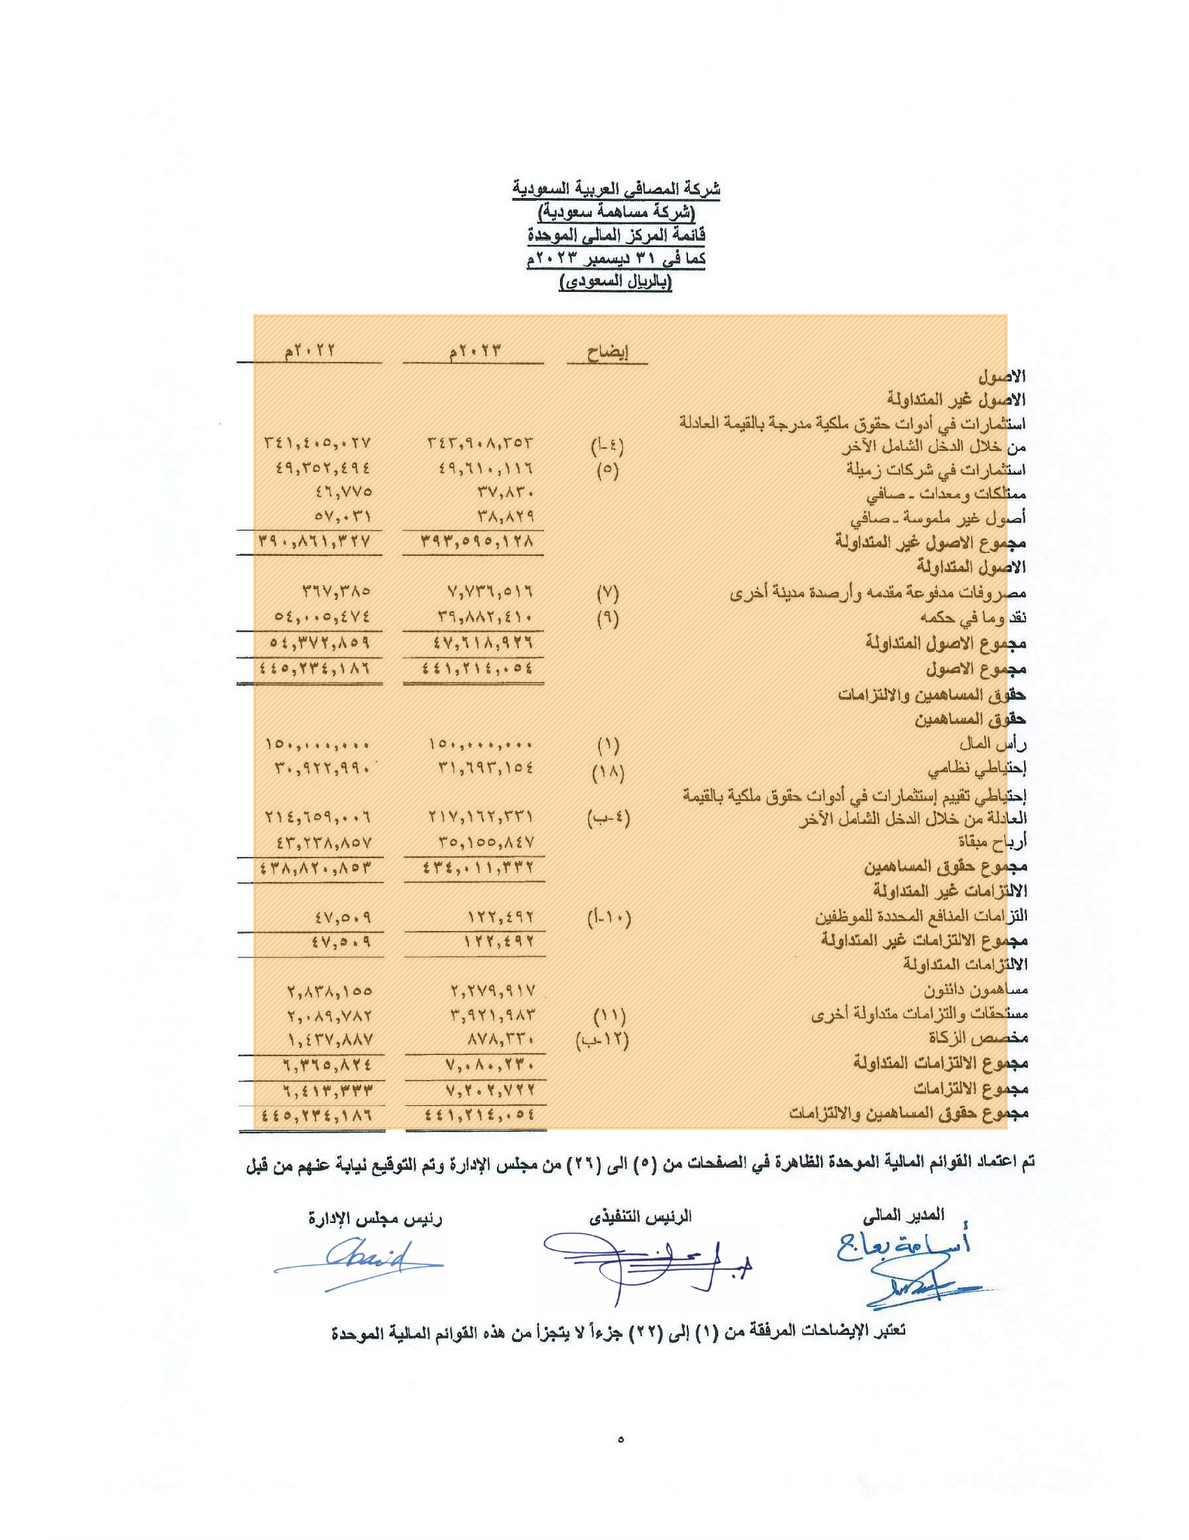 شركة المصافي العربية السعودية
(شركة مساهمة سعودية)
قائمة المركز المالي الموحدة
كما في ٣١ ديسمبر ٢٠٢٣م
(بالريال السعودي)
إيضاح ٢٠٢٣م ٢٠٢٢م
الاصول
الاصول غير المتداولة
استثمارات في أدوات حقوق ملكية مدرجة بالقيمة العادلة
من خلال الدخل الشامل الآخر (٤-أ) ٣٤٣,٩٠٨,٣٥٣ ٣٤١,٤٠٥,٠٢٧
استثمارات في شركات زميلة (٥) ٤٩,٦١٠,١١٦ ٤٩,٣٥٢,٤٩٤
ممتلكات ومعدات - صافي ٣٧,٨٣٠ ٤٦,٧٧٥
أصول غير ملموسة - صافي ٣٨,٨٢٩ ٥٧,٠٣١
مجموع الاصول غير المتداولة ٣٩٣,٥٩٥,١٢٨ ٣٩٠,٨٦١,٣٢٧
الاصول المتداولة
مصروفات مدفوعة مقدمه وأرصدة مدينة أخرى (٧) ٧,٧٣٦,٥١٦ ٣٦٧,٣٨٥
نقد وما في حكمه (٩) ٣٩,٨٨٢,٤١٠ ٥٤,٠٠٥,٤٧٤
مجموع الاصول المتداولة ٤٧,٦١٨,٩٢٦ ٥٤,٣٧٢,٨٥٩
مجموع الاصول ٤٤١,٢١٤,٠٥٤ ٤٤٥,٢٣٤,١٨٦
حقوق المساهمين والالتزامات
حقوق المساهمين
رأس المال (١) ١٥٠,٠٠٠,٠٠٠ ١٥٠,٠٠٠,٠٠٠
إحتياطي نظامي (١٨) ٣١,٦٩٣,١٥٤ ٣٠,٩٢٢,٩٩٠
إحتياطي تقييم إستثمارات في أدوات حقوق ملكية بالقيمة
العادلة من خلال الدخل الشامل الآخر (٤-ب) ٢١٧,١٦٢,٣٣١ ٢١٤,٦٥٩,٠٠٦
أرباح مبقاة ٣٥,١٥٥,٨٤٧ ٤٣,٢٣٨,٨٥٧
مجموع حقوق المساهمين ٤٣٤,٠١١,٣٣٢ ٤٣٨,٨٢٠,٨٥٣
الالتزامات غير المتداولة
التزامات المنافع المحددة للموظفين (١٠-أ) ١٢٢,٤٩٢ ٤٧,٥٠٩
مجموع الالتزامات غير المتداولة ١٢٢,٤٩٢ ٤٧,٥٠٩
الالتزامات المتداولة
مساهمون دائنون ٢,٢٧٩,٩١٧ ٢,٨٣٨,١٥٥
مستحقات والتزامات متداولة أخرى (١١) ٣,٩٢١,٩٨٣ ٢,٠٨٩,٧٨٢
مخصص الزكاة (١٢-ب) ٨٧٨,٣٣٠ ١,٤٣٧,٨٨٧
مجموع الالتزامات المتداولة ٧,٠٨٠,٢٣٠ ٦,٣٦٥,٨٢٤
مجموع الالتزامات ٧,٢٠٢,٧٢٢ ٦,٤١٣,٣٣٣
مجموع حقوق المساهمين والالتزامات ٤٤١,٢١٤,٠٥٤ ٤٤٥,٢٣٤,١٨٦
تم اعتماد القوائم المالية الموحدة الظاهرة في الصفحات من (٥) الى (٢٦) من مجلس الإدارة وتم التوقيع نيابة عنهم من قبل
المدير المالى الرئيس التنفيذى رئيس مجلس الإدارة
Obaid
تعتبر الإيضاحات المرفقة من (١) إلى (٢٢) جزءاً لا يتجزأ من هذه القوائم المالية الموحدة
٥